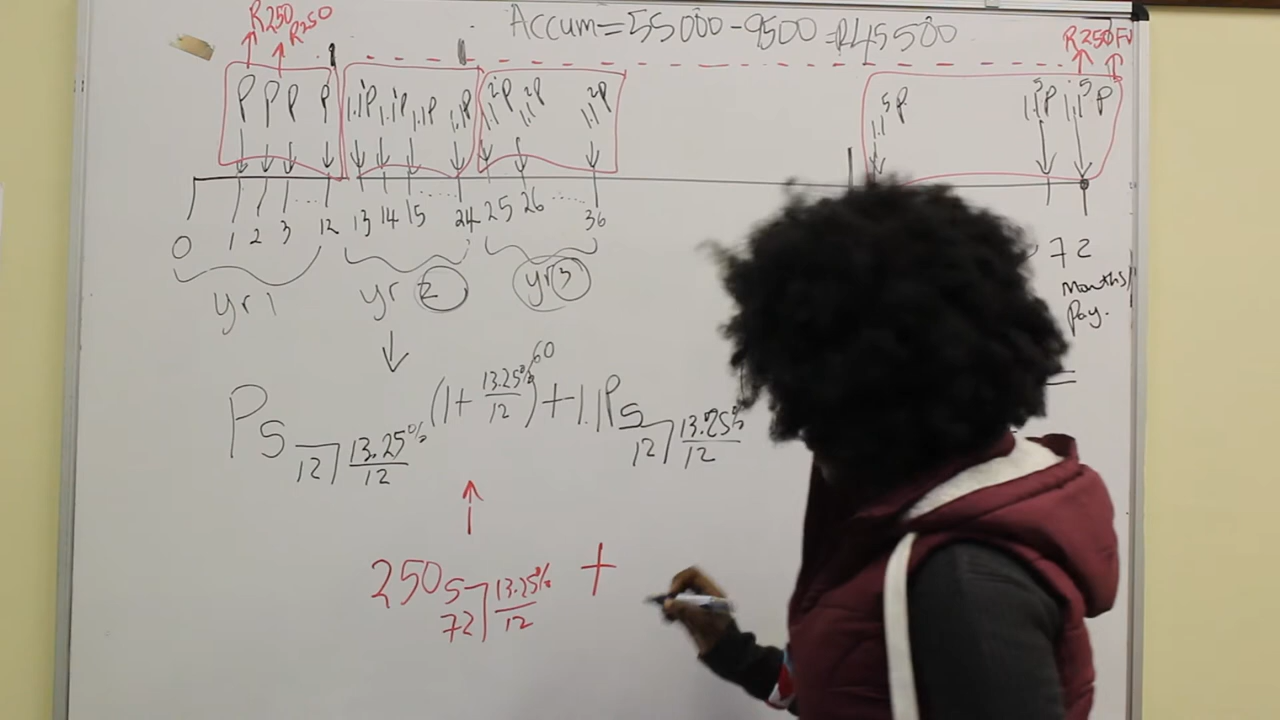 Accum = 55000 - 9500 = R45500
R250 R250 R250 FV
P P P P 1.1P 1.1P 1.1P 1.1P 1.1²P 1.1²P 1.1²P 1.1⁵P 1.1⁵P 1.1⁵P
0 1 2 3 .... 12 13 14 15 ..... 24 25 26 ..... 36 72
Months/
Pay.
yr 1 yr 2 yr 3
P s 12⌉ 13.25%/12 (1 + 13.25%/12)^60 + 1.1P s 12⌉ 13.25%/12
250 s 72⌉ 13.25%/12 +